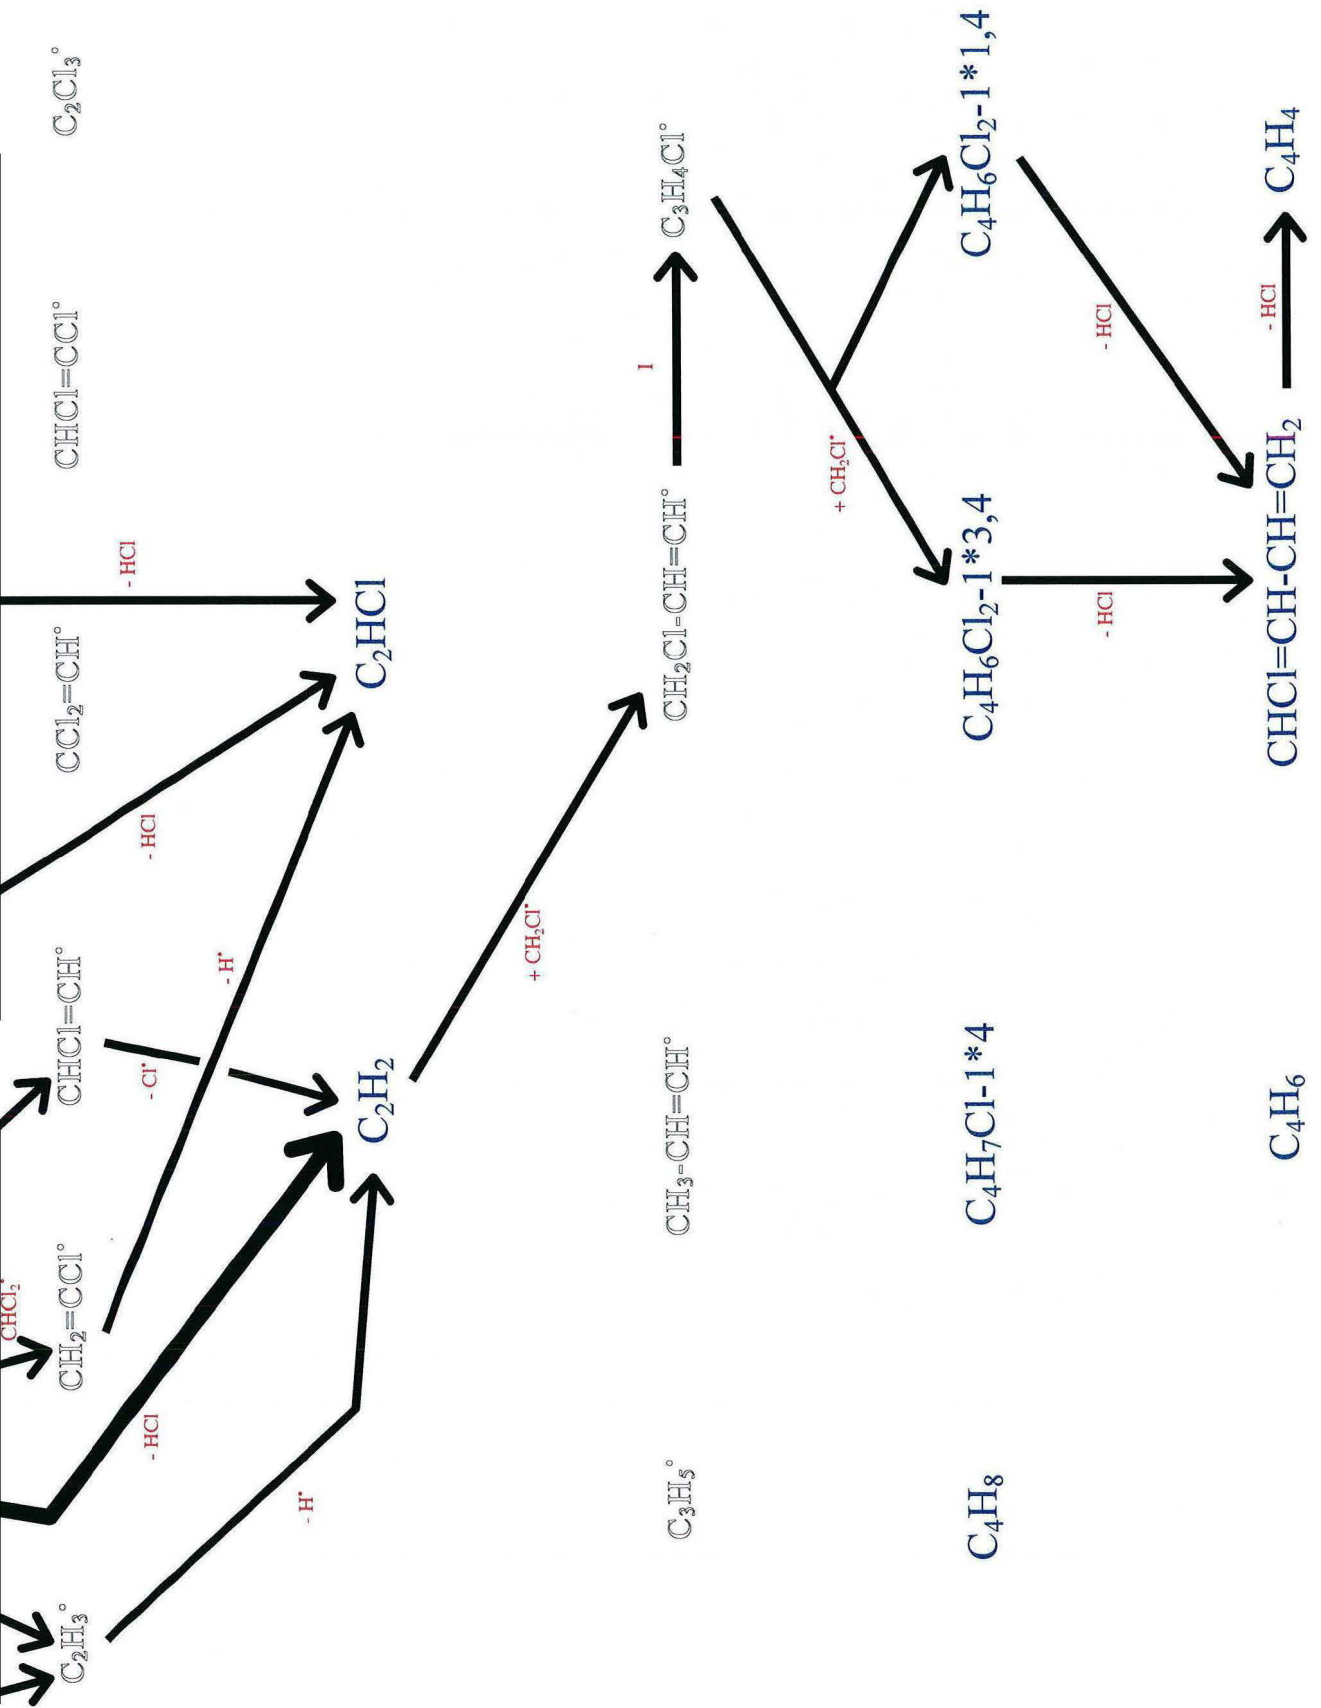 C₂H₃°
CH₂=CCl°
CHCl=CH°
CCl₂=CH°
CHCl=CCl°
C₂Cl₃°
CHCl₂•
- HCl
- Cl•
- HCl
- HCl
- H•
- H•
C₂H₂
C₂HCl
+ CH₂Cl•
I
C₃H₅°
CH₃-CH=CH°
CH₂Cl-CH=CH°
C₃H₄Cl°
+ CH₂Cl•
C₄H₈
C₄H₇Cl-1*4
C₄H₆Cl₂-1*3,4
C₄H₆Cl₂-1*1,4
- HCl
- HCl
C₄H₆
CHCl=CH-CH=CH₂
- HCl
C₄H₄